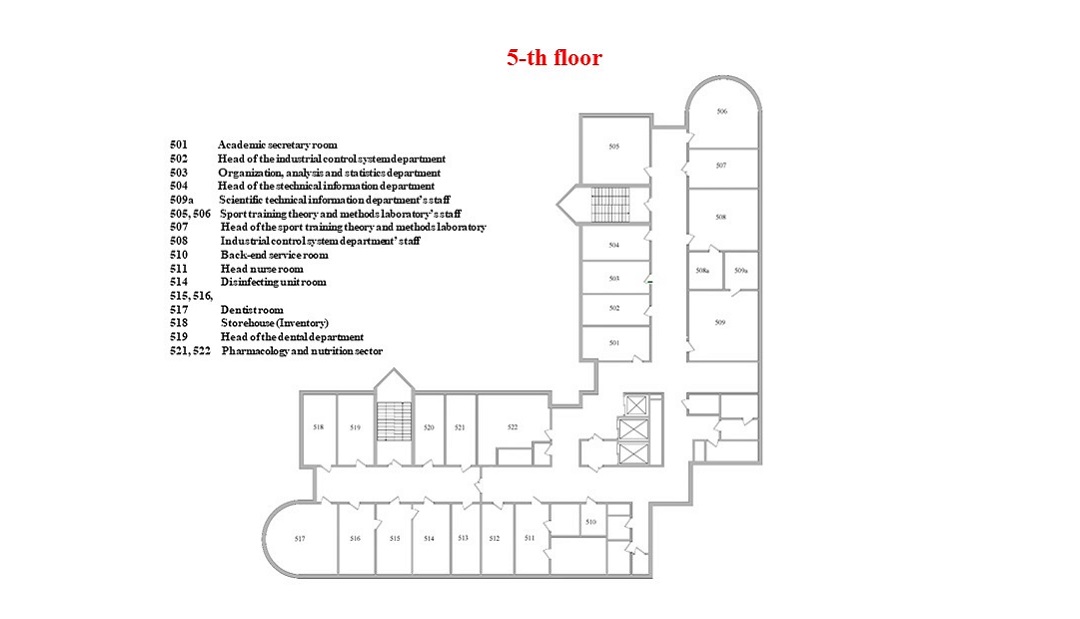 5-th floor
501 Academic secretary room
502 Head of the industrial control system department
503 Organization, analysis and statistics department
504 Head of the stechnical information department
509a Scientific technical information department's staff
505, 506 Sport training theory and methods laboratory's staff
507 Head of the sport training theory and methods laboratory
508 Industrial control system department' staff
510 Back-end service room
511 Head nurse room
514 Disinfecting unit room
515, 516,
517 Dentist room
518 Storehouse (Inventory)
519 Head of the dental department
521, 522 Pharmacology and nutrition sector
506
505
507
508
504
508a 509a
503
502
509
501
518 519 520 521 522
510
517 516 515 514 513 512 511